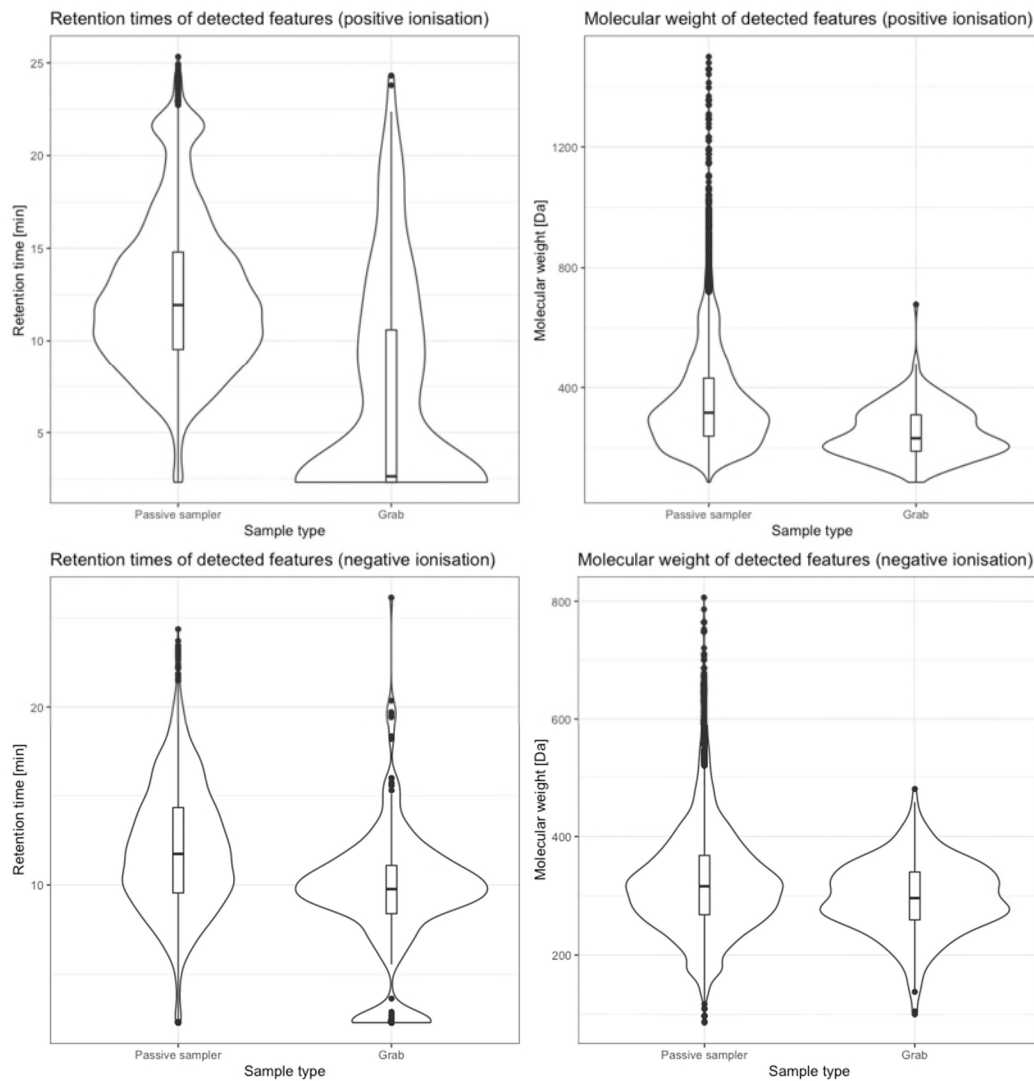 Retention times of detected features (positive ionisation)
Retention time [min]
25
20
15
10
5
Passive sampler
Grab
Sample type
Molecular weight of detected features (positive ionisation)
Molecular weight [Da]
1200
800
400
Passive sampler
Grab
Sample type
Retention times of detected features (negative ionisation)
Retention time [min]
20
10
Passive sampler
Grab
Sample type
Molecular weight of detected features (negative ionisation)
Molecular weight [Da]
800
600
400
200
Passive sampler
Grab
Sample type